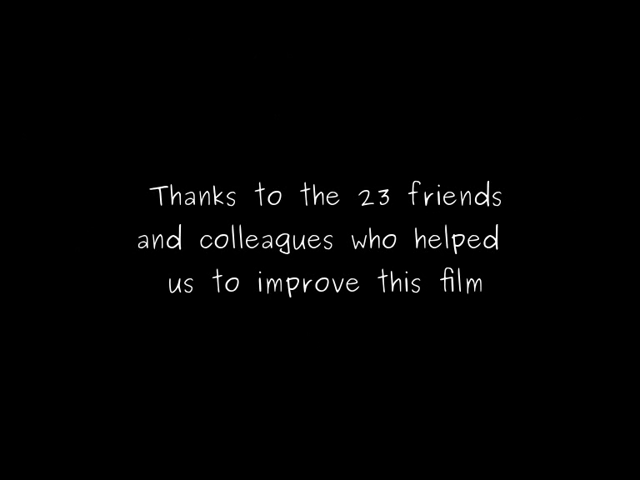 Thanks to the 23 friends
and colleagues who helped
us to improve this film